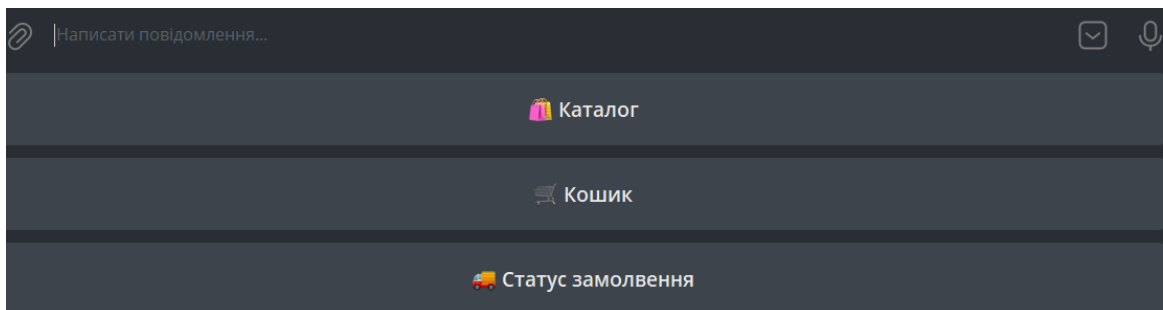 Написати повідомлення...
🛍️ Каталог
🛒 Кошик
🚚 Статус замолвення